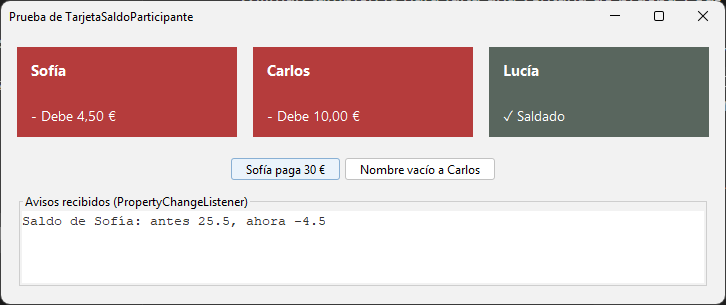 Prueba de TarjetaSaldoParticipante
Sofía
Carlos
Lucía
- Debe 4,50 €
- Debe 10,00 €
✓ Saldado
Sofía paga 30 €
Nombre vacío a Carlos
Avisos recibidos (PropertyChangeListener)
Saldo de Sofía: antes 25.5, ahora -4.5